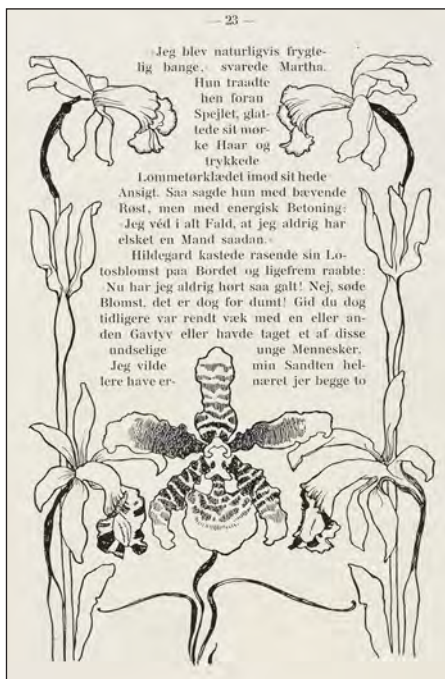 — 23 —
»Jeg blev naturligvis frygte-
lig bange,« svarede Martha.
Hun traadte
hen foran
Spejlet, glat-
tede sit mør-
ke Haar og
trykkede
Lommetørklædet imod sit hede
Ansigt. Saa sagde hun med bævende
Røst, men med energisk Betoning:
»Jeg véd i alt Fald, at jeg aldrig har
elsket en Mand saadan.«
Hildegard kastede rasende sin Lo-
tosblomst paa Bordet og ligefrem raabte:
»Nu har jeg aldrig hørt saa galt! Nej, søde
Blomst, det er dog for dumt! Gid du dog
tidligere var rendt væk med en eller an-
den Gavtyv eller havde taget et af disse
undselige unge Mennesker.
Jeg vilde min Sandten hel-
lere have er- næret jer begge to